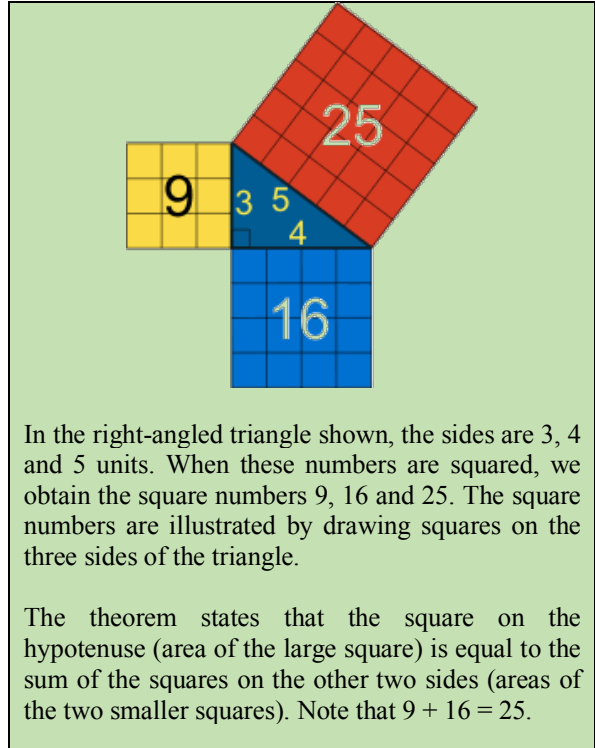 25
9
3
5
4
16
In the right-angled triangle shown, the sides are 3, 4
and 5 units. When these numbers are squared, we
obtain the square numbers 9, 16 and 25. The square
numbers are illustrated by drawing squares on the
three sides of the triangle.
The theorem states that the square on the
hypotenuse (area of the large square) is equal to the
sum of the squares on the other two sides (areas of
the two smaller squares). Note that 9 + 16 = 25.